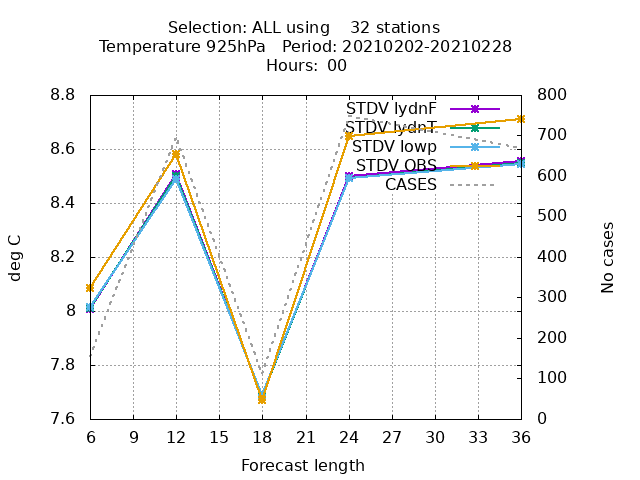 Selection: ALL using 32 stations
Temperature 925hPa Period: 20210202-20210228
Hours: 00
8.8
8.6
8.4
8.2
8
7.8
7.6
deg C
STDV lydnF
STDV lydnT
STDV lowp
STDV OBS
CASES
800
700
600
500
400
300
200
100
0
No cases
6 9 12 15 18 21 24 27 30 33 36
Forecast length